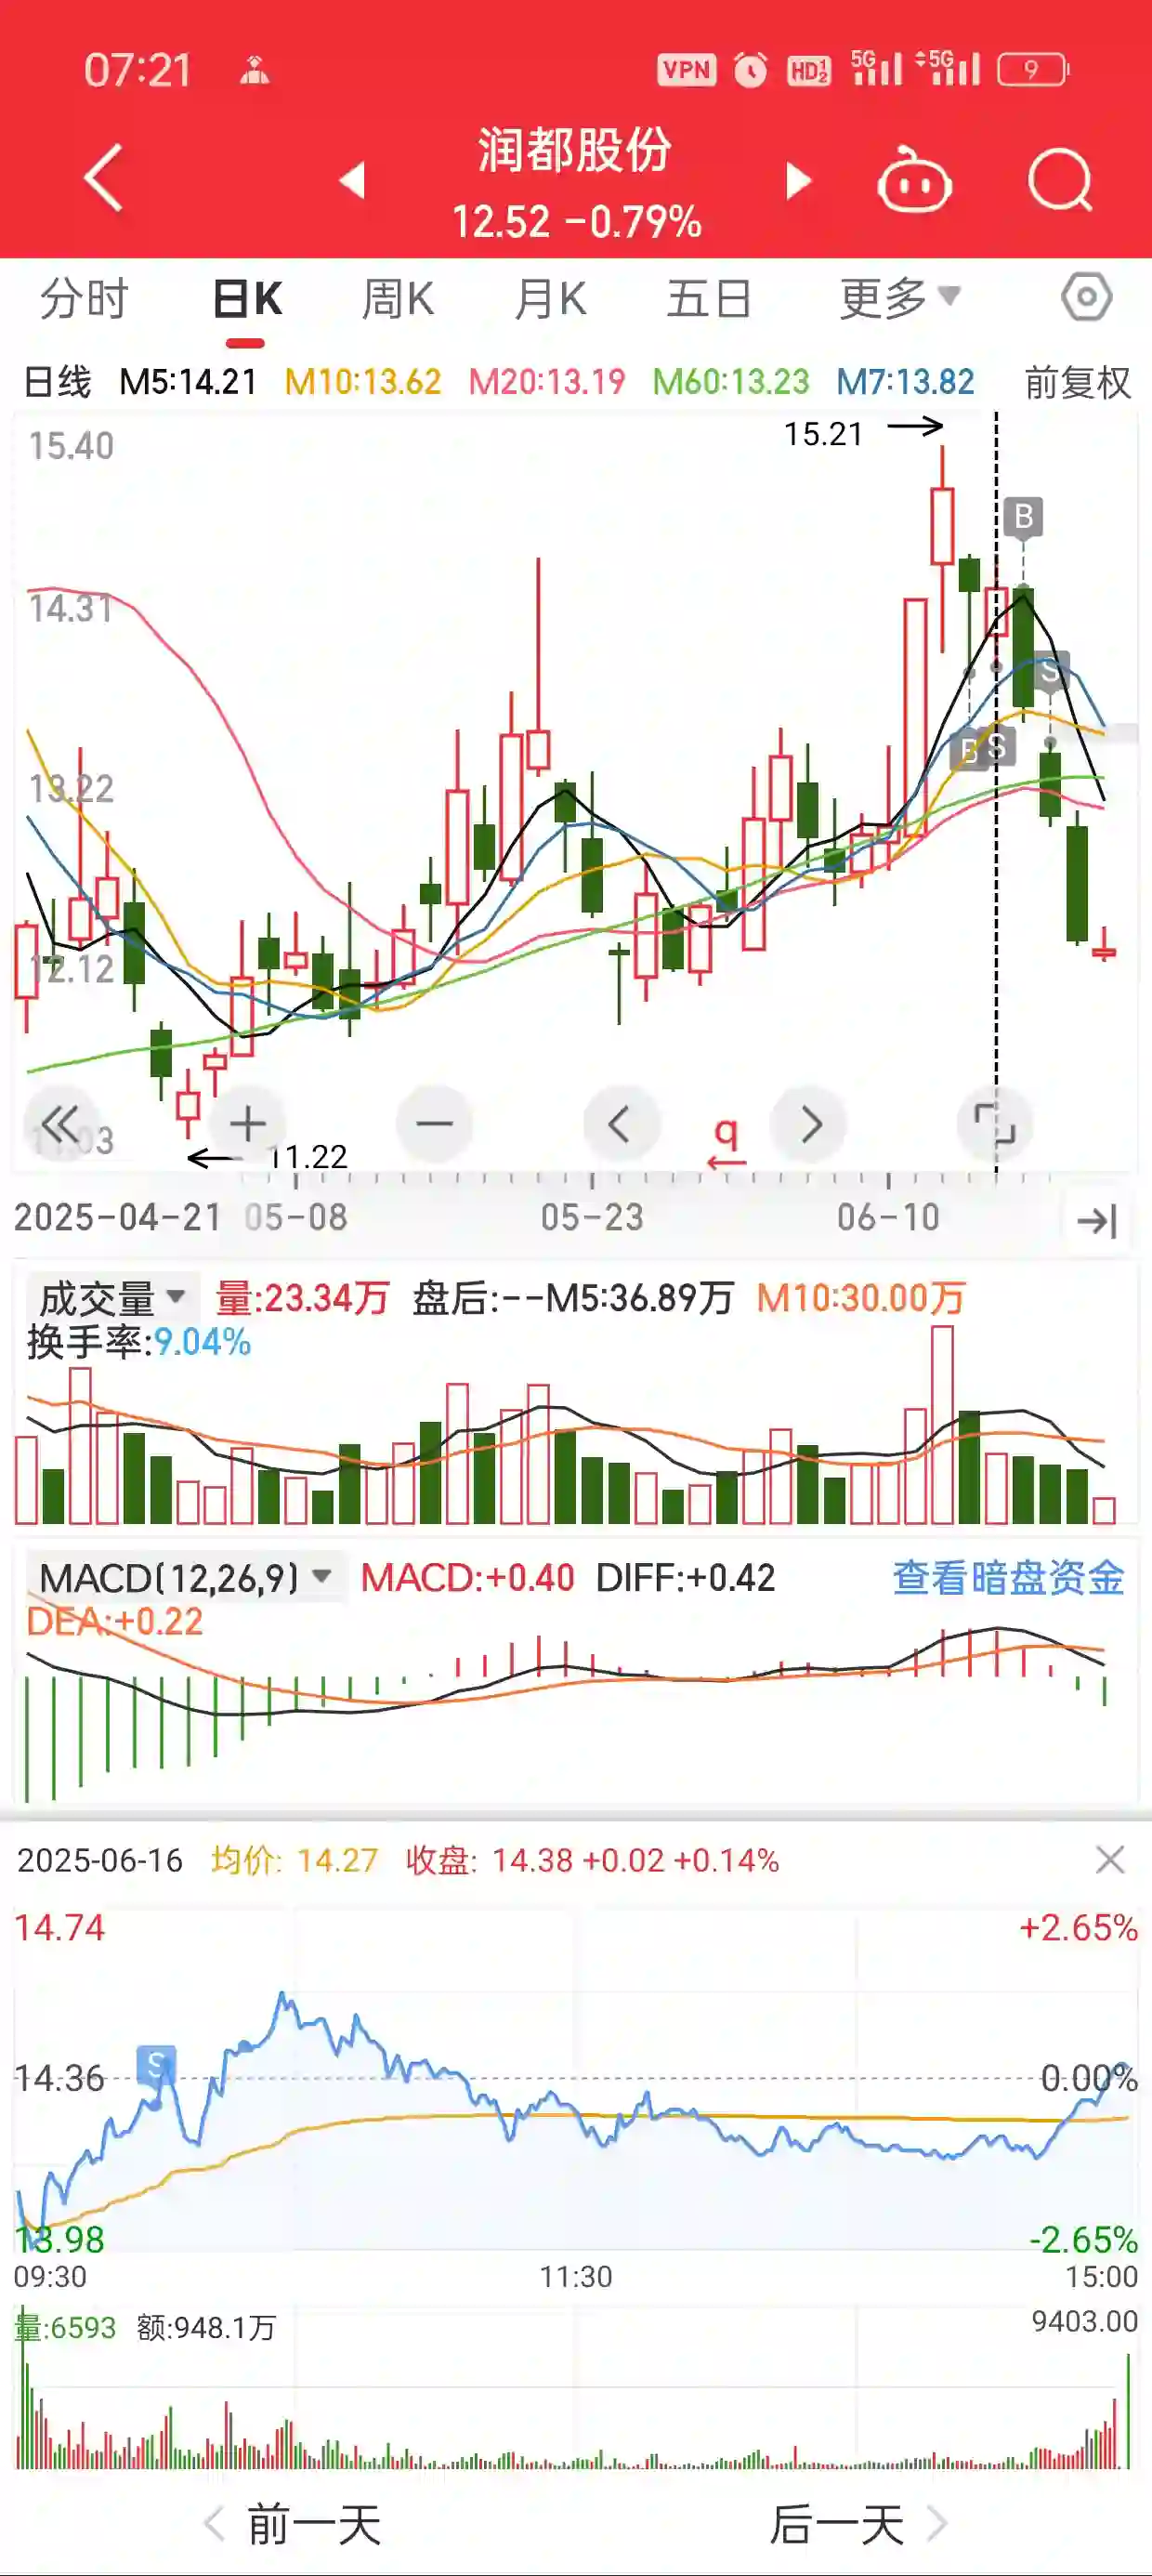 07:21 VPN HD 1 2 5G 5G 9
润都股份
12.52 -0.79%
分时 日K 周K 月K 五日 更多
日线 M5:14.21 M10:13.62 M20:13.19 M60:13.23 M7:13.82 前复权
15.40
15.21
B
14.31
S
B S
13.22
12.12
q
11.22
2025-04-21 05-08 05-23 06-10
成交量 量:23.34万 盘后:--M5:36.89万 M10:30.00万
换手率:9.04%
MACD(12,26,9) MACD:+0.40 DIFF:+0.42 查看暗盘资金
DEA:+0.22
2025-06-16 均价: 14.27 收盘: 14.38 +0.02 +0.14%
14.74 +2.65%
S
14.36 0.00%
13.98 -2.65%
09:30 11:30 15:00
量:6593 额:948.1万 9403.00
前一天 后一天